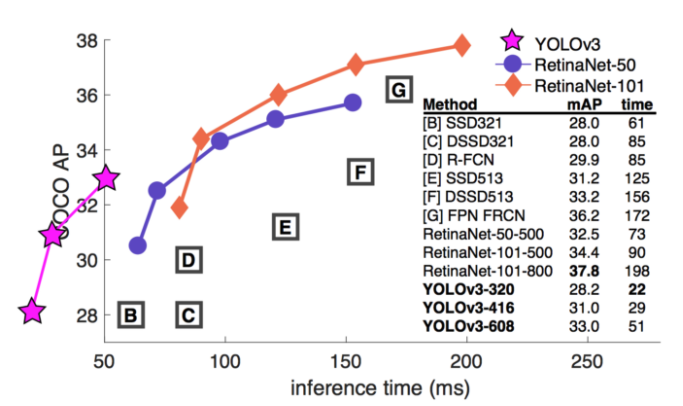 38
36
34
32
30
28
COCO AP
50
100
150
200
250
inference time (ms)
B
C
D
E
F
G
YOLOv3
RetinaNet-50
RetinaNet-101
Method mAP time
[B] SSD321 28.0 61
[C] DSSD321 28.0 85
[D] R-FCN 29.9 85
[E] SSD513 31.2 125
[F] DSSD513 33.2 156
[G] FPN FRCN 36.2 172
RetinaNet-50-500 32.5 73
RetinaNet-101-500 34.4 90
RetinaNet-101-800 37.8 198
YOLOv3-320 28.2 22
YOLOv3-416 31.0 29
YOLOv3-608 33.0 51